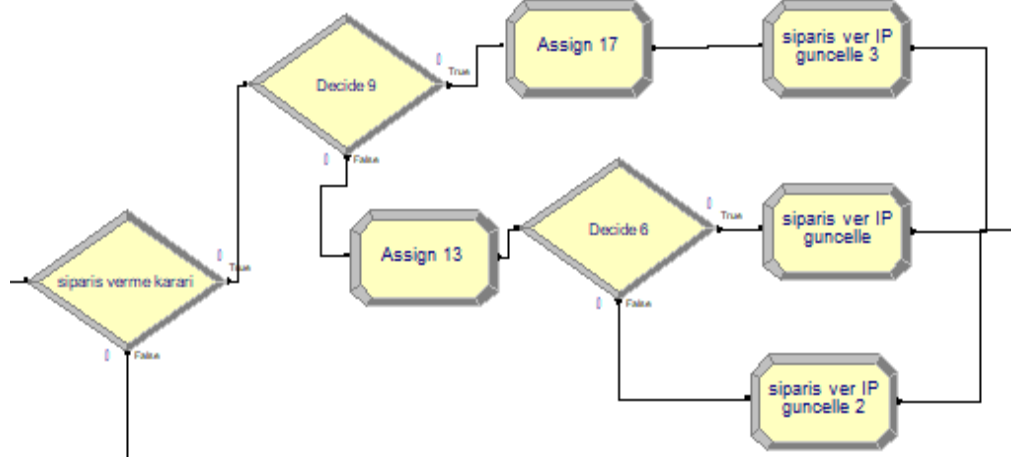 Decide 9
True
False
Assign 17
siparis ver IP
guncelle 3
siparis verme karari
True
False
Assign 13
Decide 6
True
False
siparis ver IP
guncelle
siparis ver IP
guncelle 2